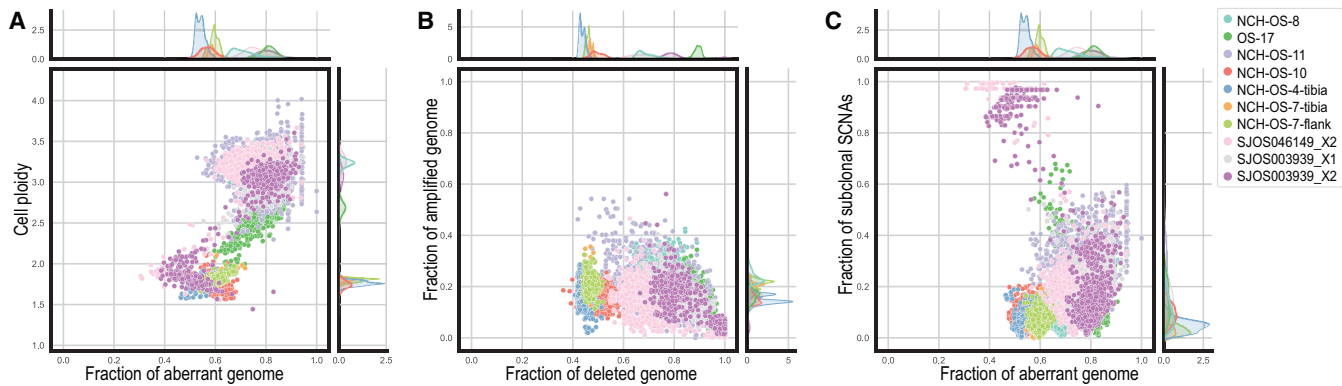 A
2.5
0.0
4.0
3.5
3.0
2.5
2.0
1.5
1.0
Cell ploidy
0.0
0.2
0.4
0.6
0.8
1.0
0.0
2.5
Fraction of aberrant genome
B
5
0
1.0
0.8
0.6
0.4
0.2
0.0
Fraction of amplified genome
0.0
0.2
0.4
0.6
0.8
1.0
0
5
Fraction of deleted genome
C
2.5
0.0
1.0
0.8
0.6
0.4
0.2
0.0
Fraction of subclonal SCNAs
0.0
0.2
0.4
0.6
0.8
1.0
0.0
2.5
Fraction of aberrant genome
NCH-OS-8
OS-17
NCH-OS-11
NCH-OS-10
NCH-OS-4-tibia
NCH-OS-7-tibia
NCH-OS-7-flank
SJOS046149_X2
SJOS003939_X1
SJOS003939_X2